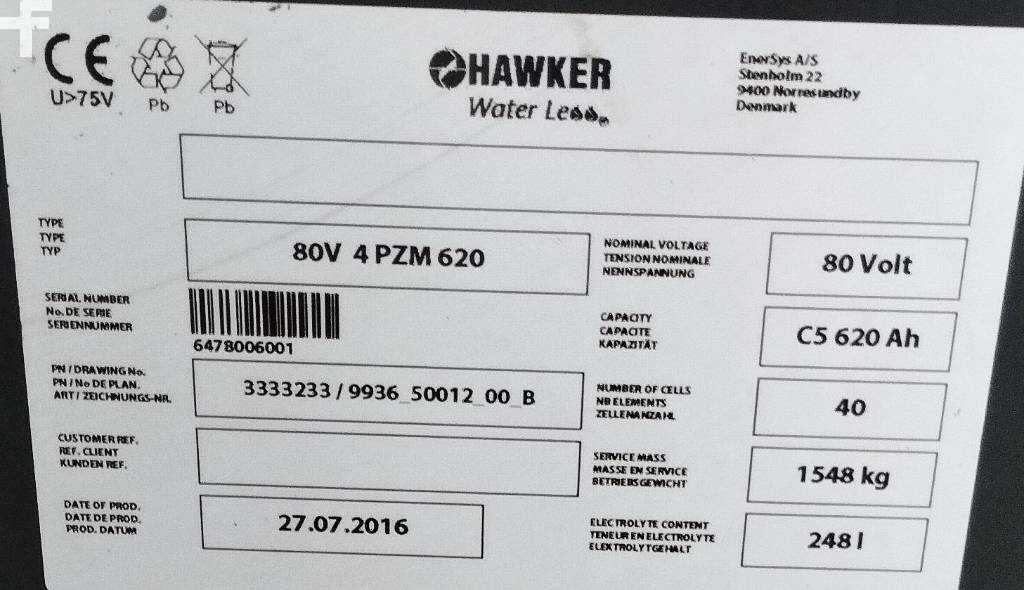 CE
U>75V
Pb
Pb
HAWKER
Water Less
EnerSys A/S
Stenholm 22
9400 Norresundby
Denmark
TYPE
TYPE
TYP
80V 4 PZM 620
NOMINAL VOLTAGE
TENSION NOMINALE
NENNSPANNUNG
80 Volt
SERIAL NUMBER
No. DE SERIE
SERIENNUMMER
6478006001
CAPACITY
CAPACITE
KAPAZITÄT
C5 620 Ah
PN / DRAWING No.
PN / No DE PLAN.
ART / ZEICHNUNGS-NR.
3333233 / 9936_50012_00_B
NUMBER OF CELLS
NB ELEMENTS
ZELLENANZAHL
40
CUSTOMER REF.
REF. CLIENT
KUNDEN REF.
SERVICE MASS
MASSE EN SERVICE
BETRIEBSGEWICHT
1548 kg
DATE OF PROD.
DATE DE PROD.
PROD. DATUM
27.07.2016
ELECTROLYTE CONTENT
TENEUR EN ELECTROLYTE
ELEKTROLYTGEHALT
248 l